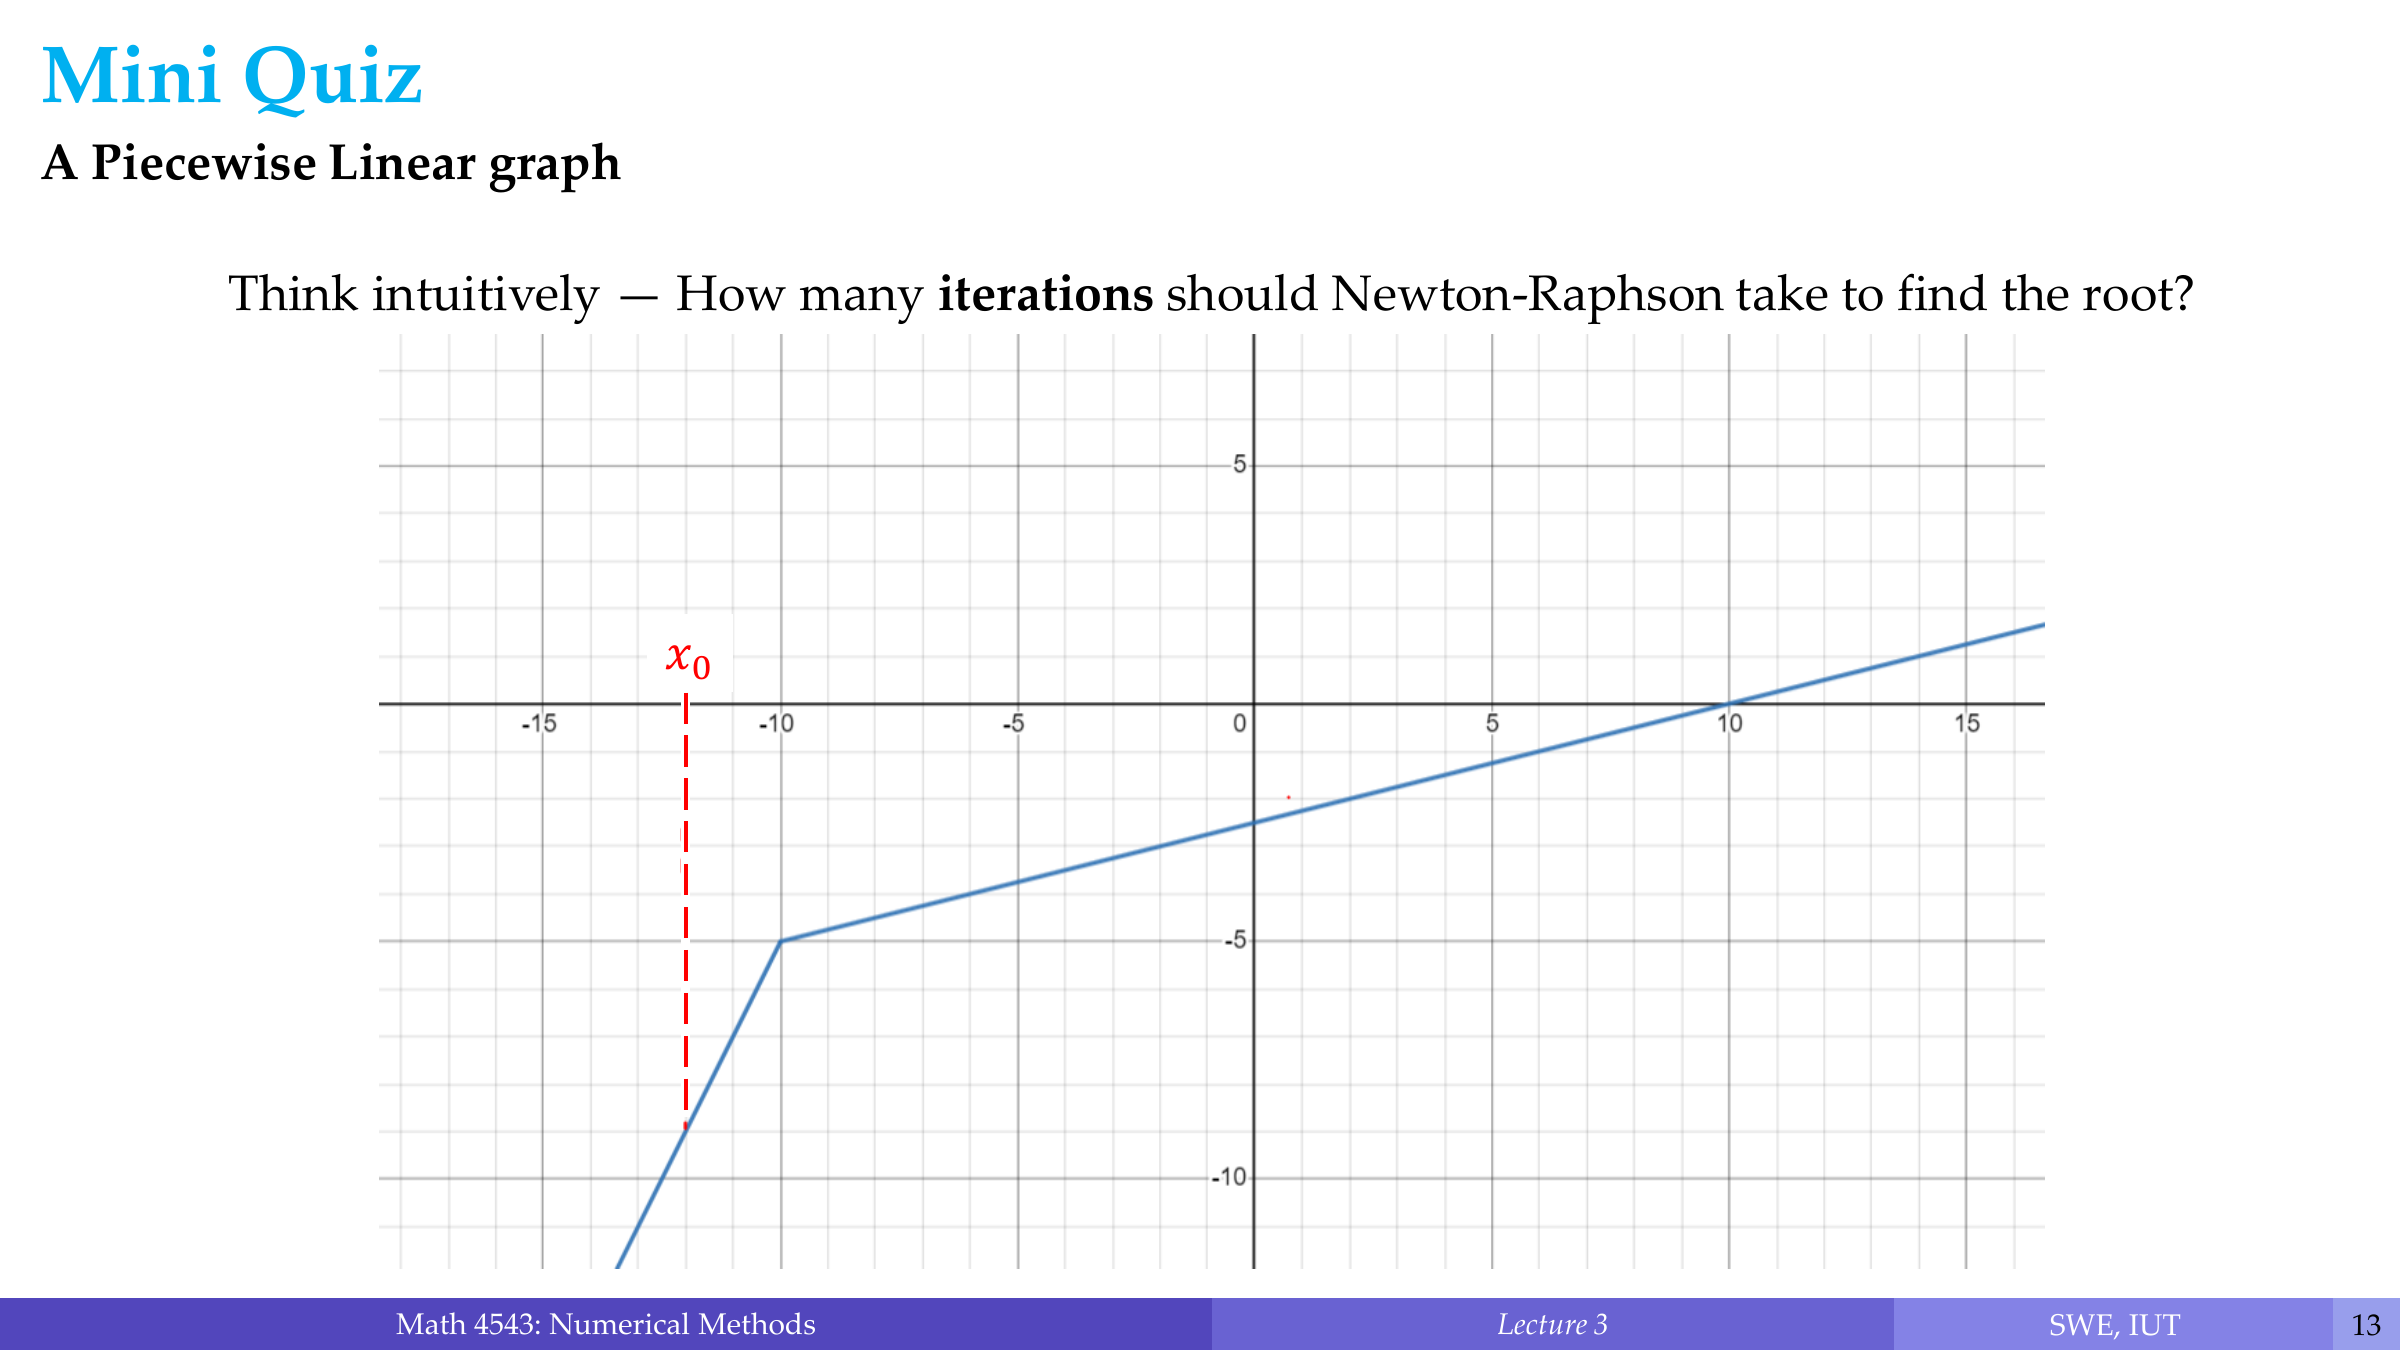 Mini Quiz
A Piecewise Linear graph
Think intuitively — How many iterations should Newton-Raphson take to find the root?
5
x₀
-15 -10 -5 0 5 10 15
-5
-10
Math 4543: Numerical Methods Lecture 3 SWE, IUT 13